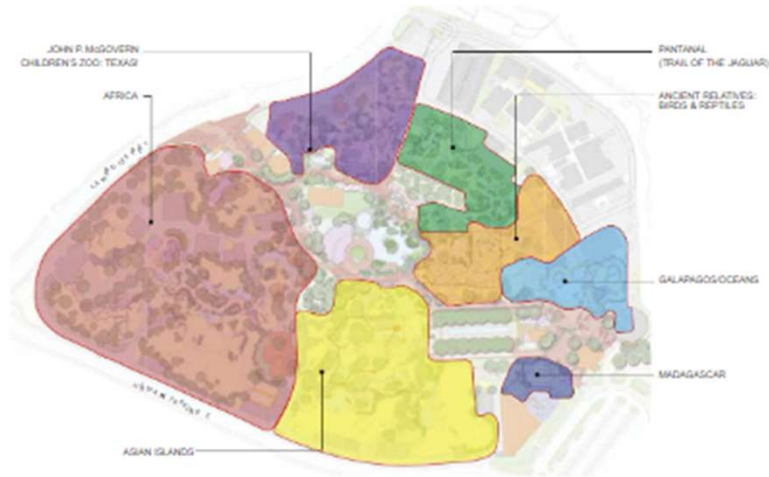 JOHN P. McGOVERN
CHILDREN'S ZOO: TEXAS!
AFRICA
PANTANAL
(TRAIL OF THE JAGUAR)
ANCIENT RELATIVES:
BIRDS & REPTILES
GALAPAGOS/OCEANS
MADAGASCAR
ASIAN ISLANDS